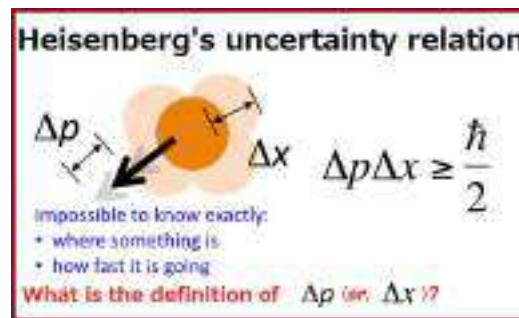 Heisenberg's uncertainty relation
Δp
Δx
ΔpΔx ≥ ħ/2
Impossible to know exactly:
• where something is
• how fast it is going
What is the definition of Δp (or, Δx)?